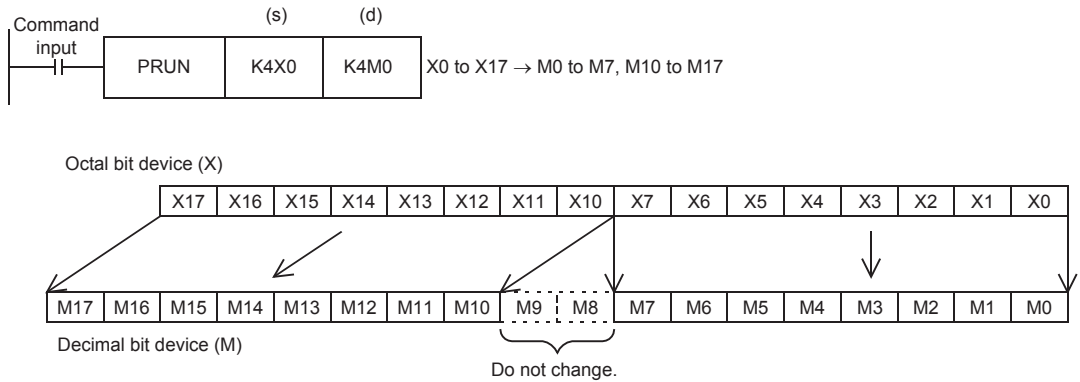 (s) (d)
Command
input
PRUN K4X0 K4M0 X0 to X17 → M0 to M7, M10 to M17
Octal bit device (X)
X17 X16 X15 X14 X13 X12 X11 X10 X7 X6 X5 X4 X3 X2 X1 X0
M17 M16 M15 M14 M13 M12 M11 M10 M9 M8 M7 M6 M5 M4 M3 M2 M1 M0
Decimal bit device (M)
Do not change.